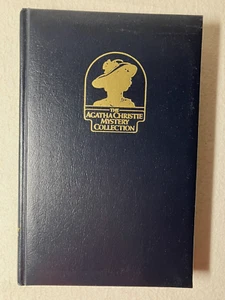 THE
AGATHA CHRISTIE
MYSTERY
COLLECTION